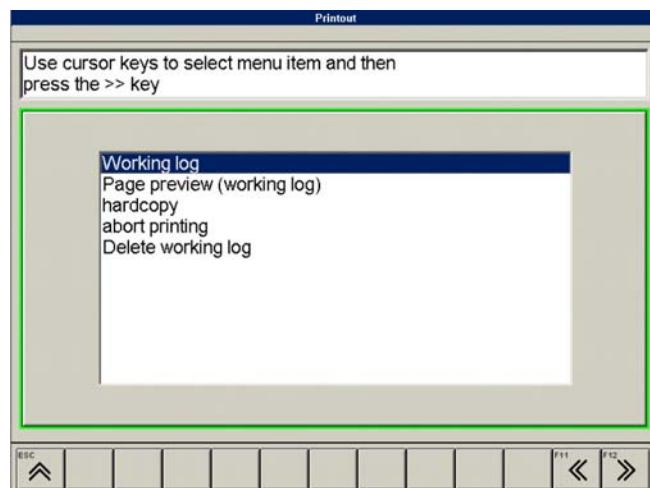 Printout
Use cursor keys to select menu item and then
press the >> key
Working log
Page preview (working log)
hardcopy
abort printing
Delete working log
ESC F11 F12